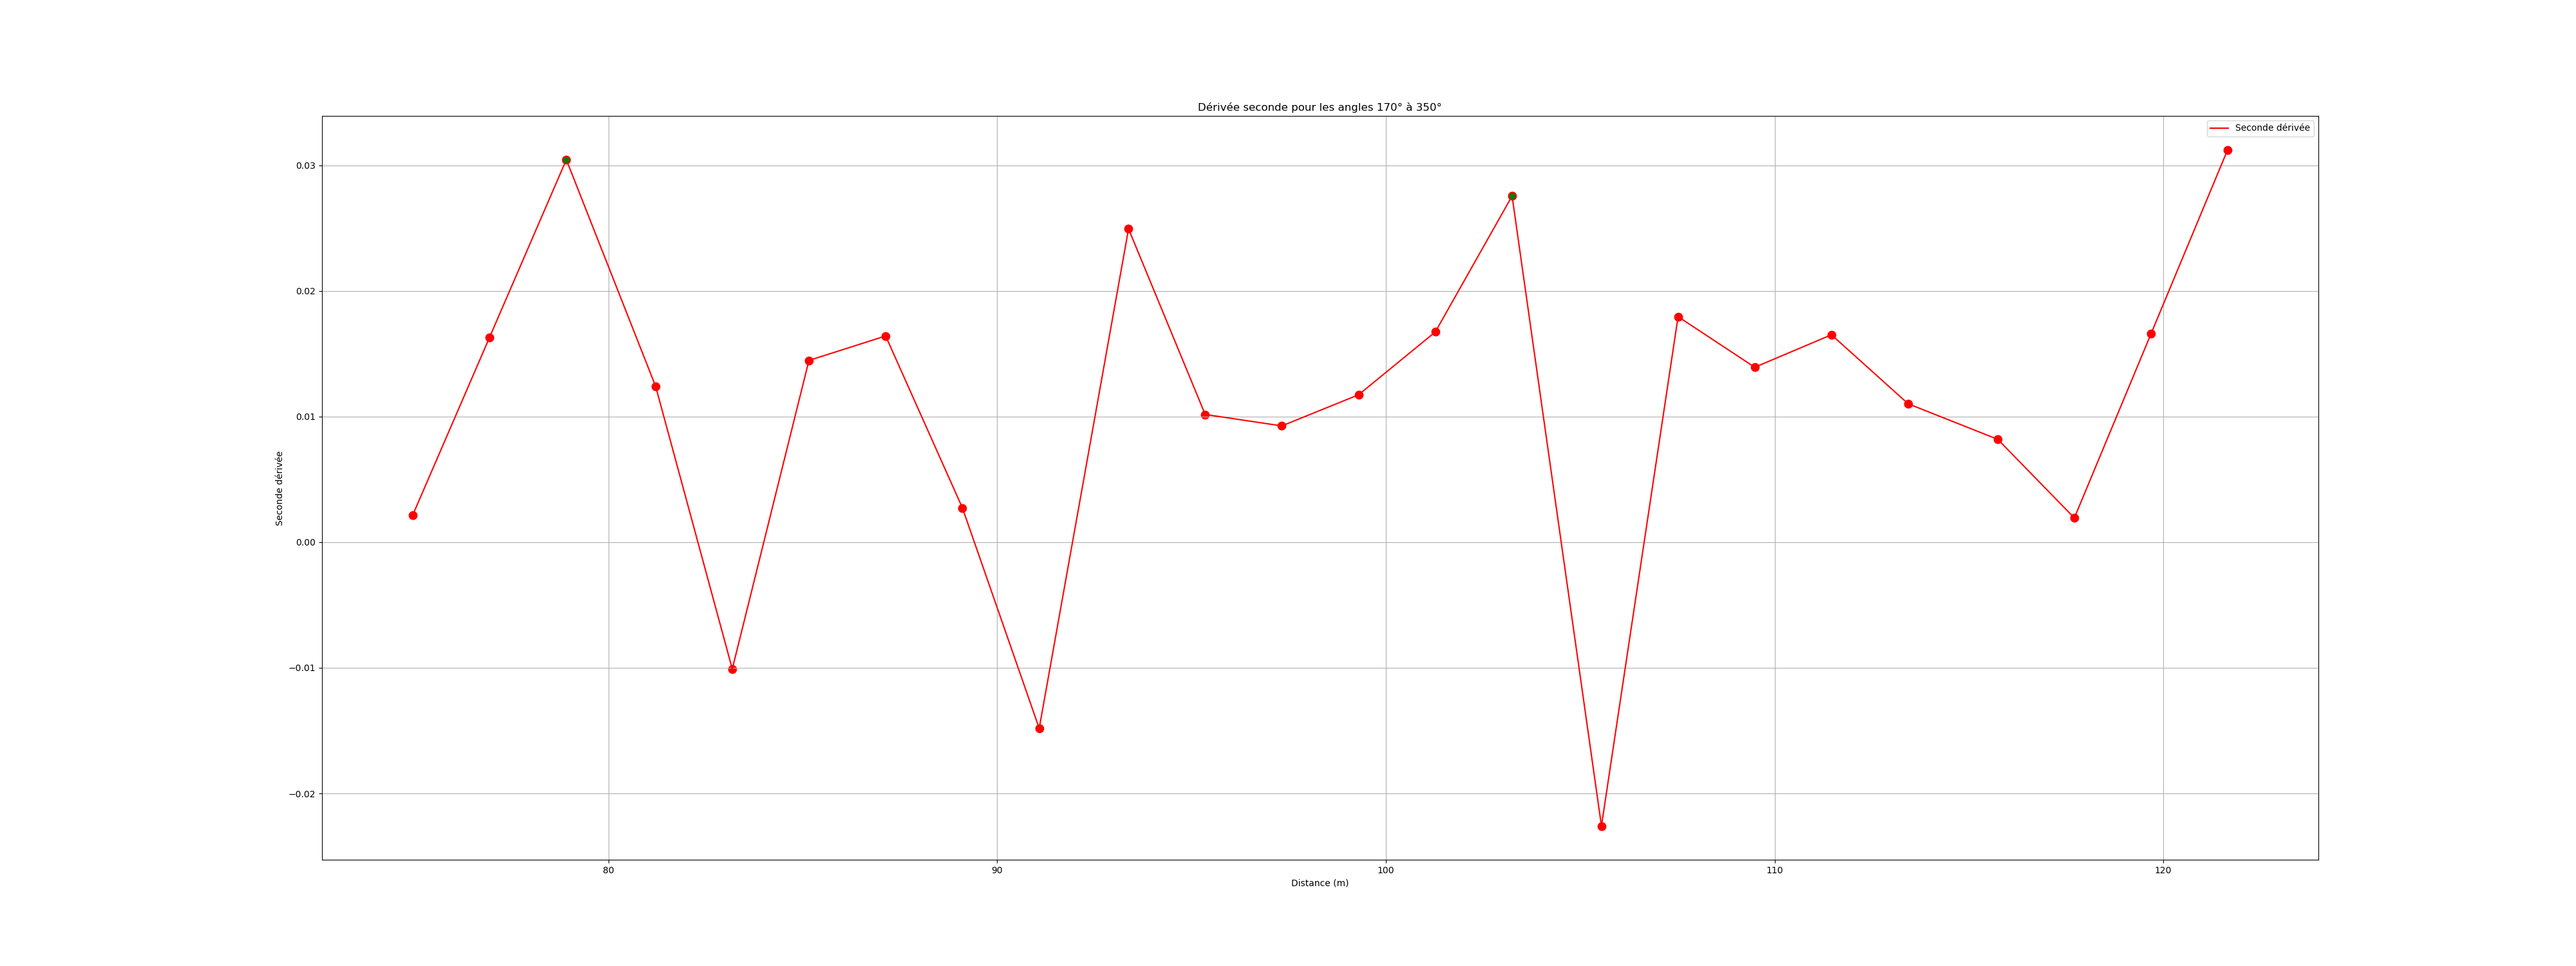 Dérivée seconde pour les angles 170° à 350°
Seconde dérivée
0.03
0.02
0.01
0.00
−0.01
−0.02
Seconde dérivée
80
90
100
110
120
Distance (m)